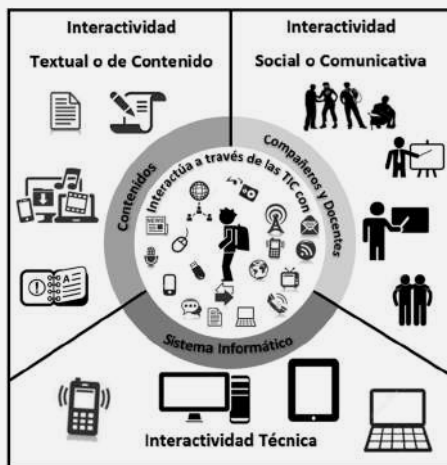 Interactividad
Textual o de Contenido
Interactividad
Social o Comunicativa
Interactúa a través de las TIC con
Contenidos
Compañeros y Docentes
Sistema Informático
NEWS
A
Interactividad Técnica